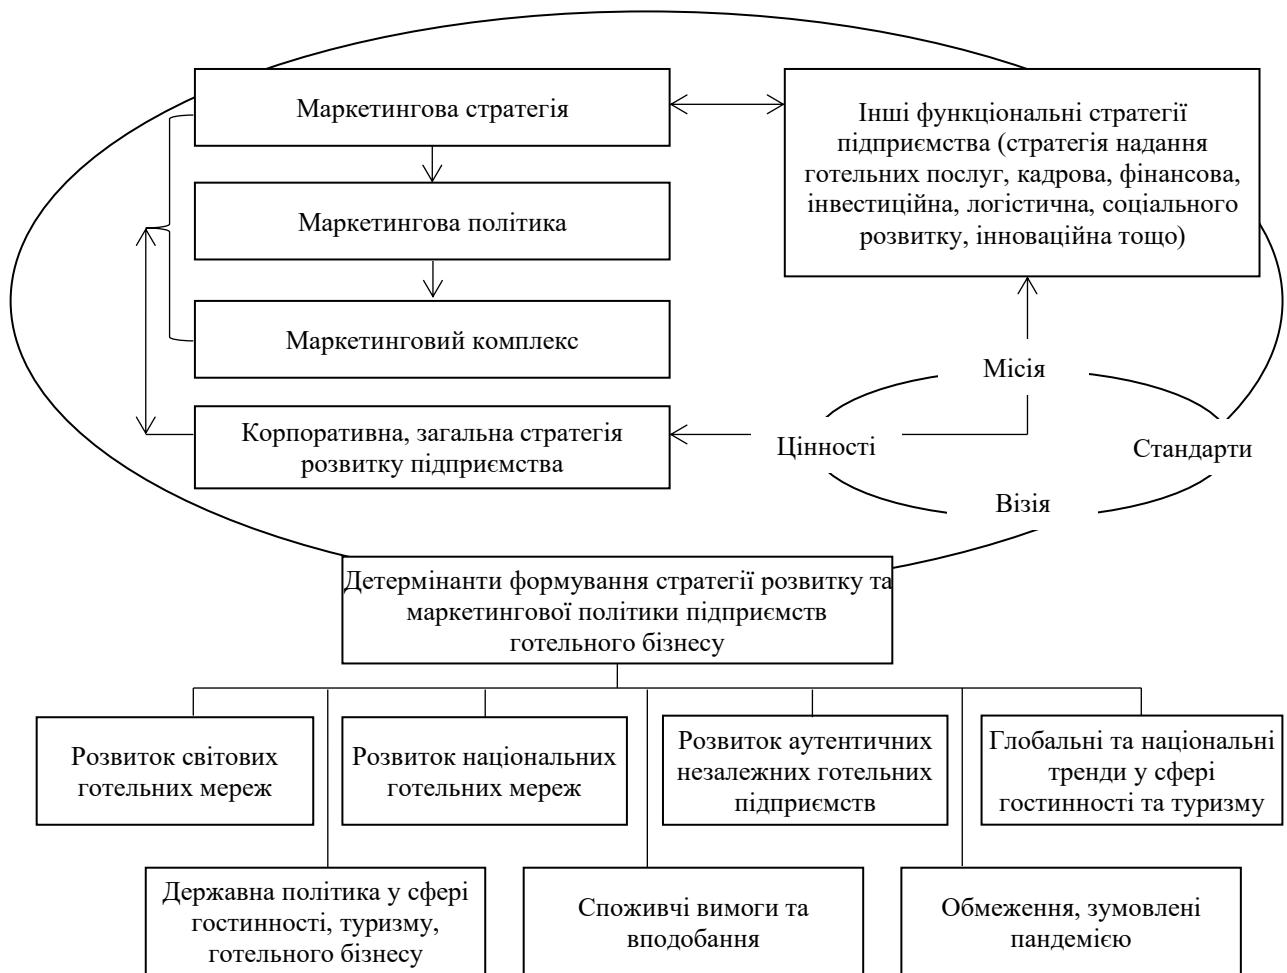 Маркетингова стратегія
Інші функціональні стратегії
підприємства (стратегія надання
готельних послуг, кадрова, фінансова,
інвестиційна, логістична, соціального
розвитку, інноваційна тощо)
Маркетингова політика
Маркетинговий комплекс
Місія
Корпоративна, загальна стратегія
розвитку підприємства
Цінності
Стандарти
Візія
Детермінанти формування стратегії розвитку та
маркетингової політики підприємств
готельного бізнесу
Розвиток світових
готельних мереж
Розвиток національних
готельних мереж
Розвиток аутентичних
незалежних готельних
підприємств
Глобальні та національні
тренди у сфері
гостинності та туризму
Державна політика у сфері
гостинності, туризму,
готельного бізнесу
Споживчі вимоги та
вподобання
Обмеження, зумовлені
пандемією